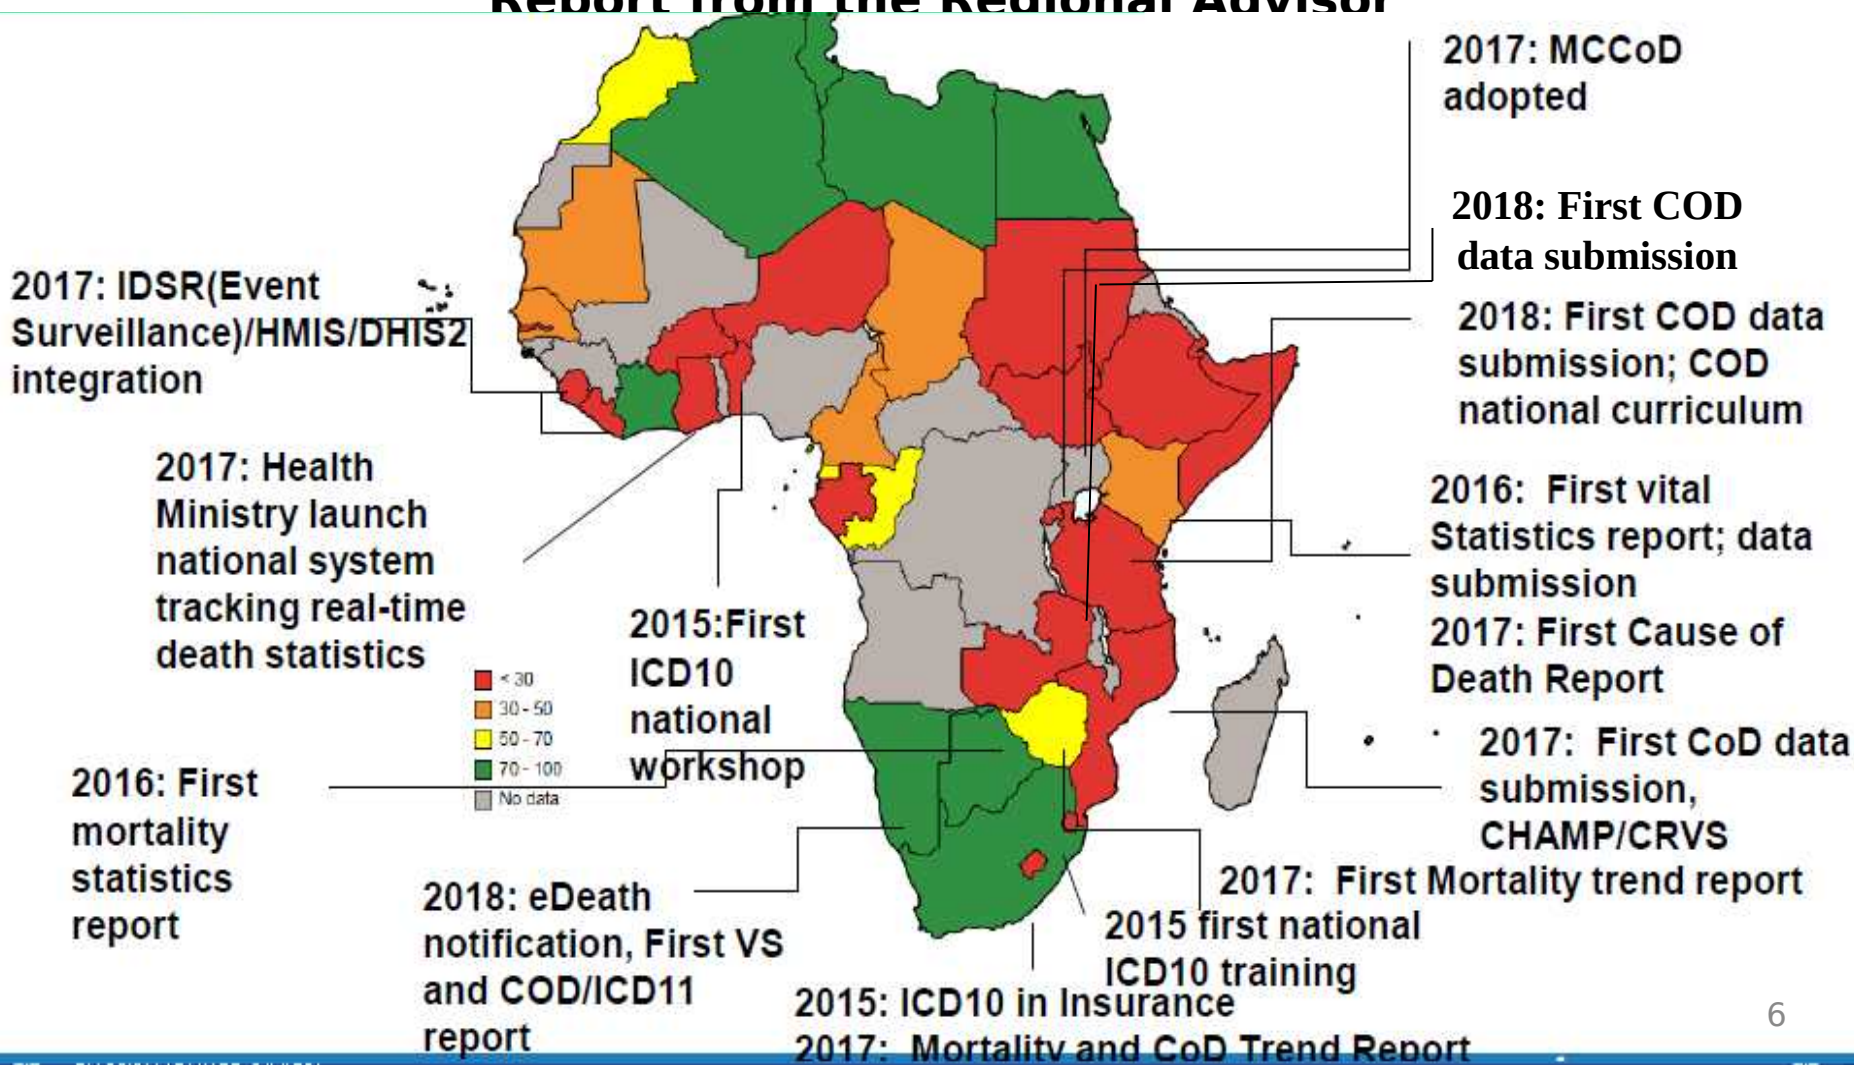 Report from the Regional Advisor
2017: MCCoD
adopted
2018: First COD
data submission
2017: IDSR(Event
Surveillance)/HMIS/DHIS2
integration
2018: First COD data
submission; COD
national curriculum
2017: Health
Ministry launch
national system
tracking real-time
death statistics
2016: First vital
Statistics report; data
submission
2017: First Cause of
Death Report
2015:First
ICD10
national
workshop
< 30
30 - 50
50 - 70
70 - 100
No data
2017: First CoD data
submission,
CHAMP/CRVS
2016: First
mortality
statistics
report
2017: First Mortality trend report
2018: eDeath
notification, First VS
and COD/ICD11
report
2015 first national
ICD10 training
2015: ICD10 in Insurance
2017: Mortality and CoD Trend Report
6